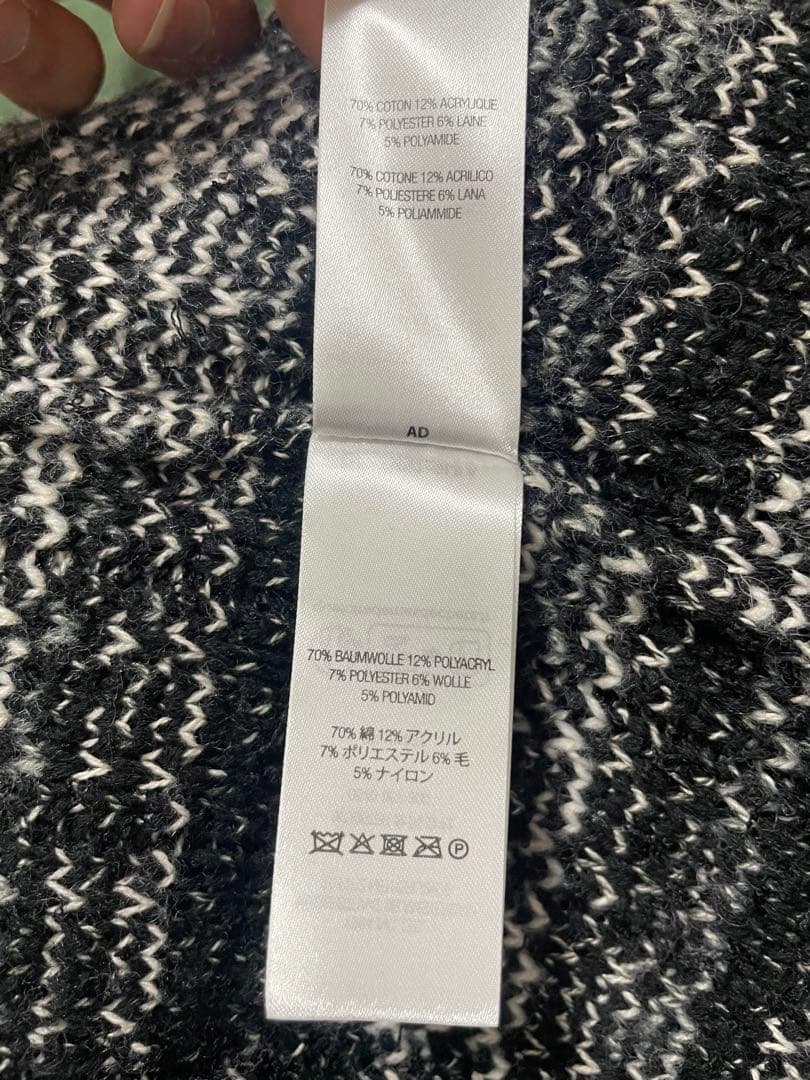 70% COTON 12% ACRYLIQUE
7% POLYESTER 6% LAINE
5% POLYAMIDE
70% COTONE 12% ACRILICO
7% POLIESTERE 6% LANA
5% POLIAMMIDE
AD
70% BAUMWOLLE 12% POLYACRYL
7% POLYESTER 6% WOLLE
5% POLYAMID
70% 綿 12% アクリル
7% ポリエステル 6% 毛
5% ナイロン
P